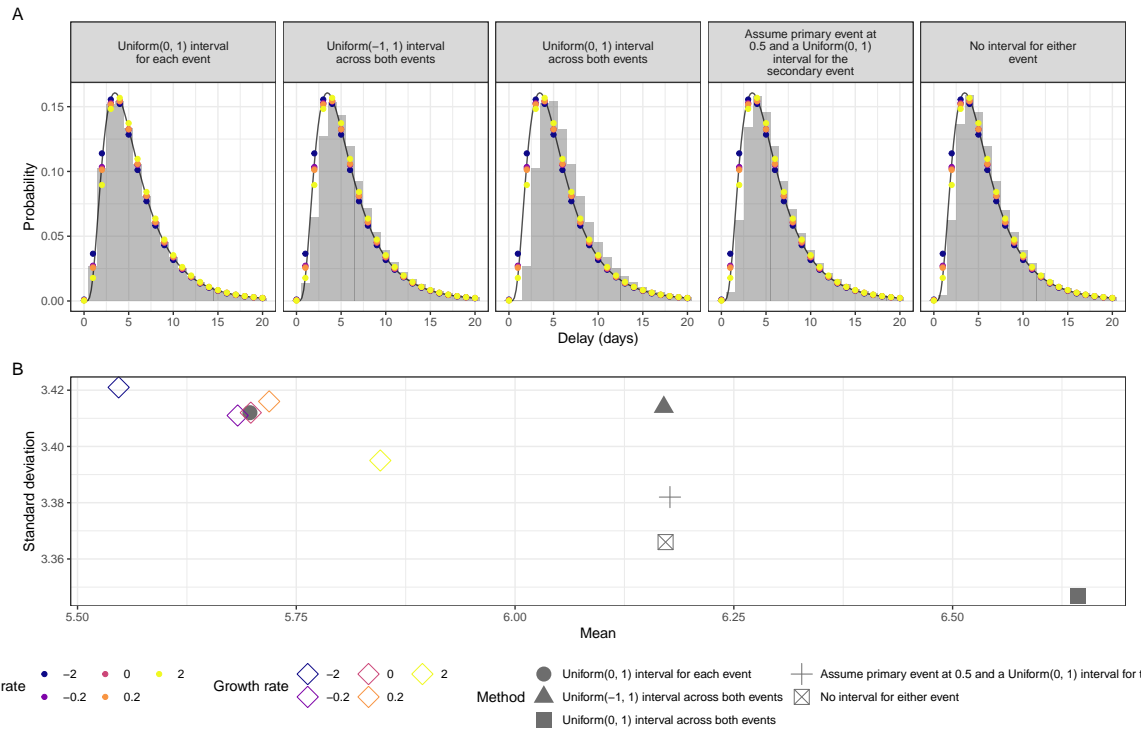 A
Uniform(0, 1) interval
for each event
Uniform(−1, 1) interval
across both events
Uniform(0, 1) interval
across both events
Assume primary event at
0.5 and a Uniform(0, 1)
interval for the
secondary event
No interval for either
event
Probability
0.15
0.10
0.05
0.00
0 5 10 15 20
0 5 10 15 20
0 5 10 15 20
0 5 10 15 20
0 5 10 15 20
Delay (days)
B
Standard deviation
3.42
3.40
3.38
3.36
5.50 5.75 6.00 6.25 6.50
Mean
rate
−2 0 2
−0.2 0.2
Growth rate
−2 0 2
−0.2 0.2
Method
Uniform(0, 1) interval for each event
Uniform(−1, 1) interval across both events
Uniform(0, 1) interval across both events
Assume primary event at 0.5 and a Uniform(0, 1) interval for
No interval for either event